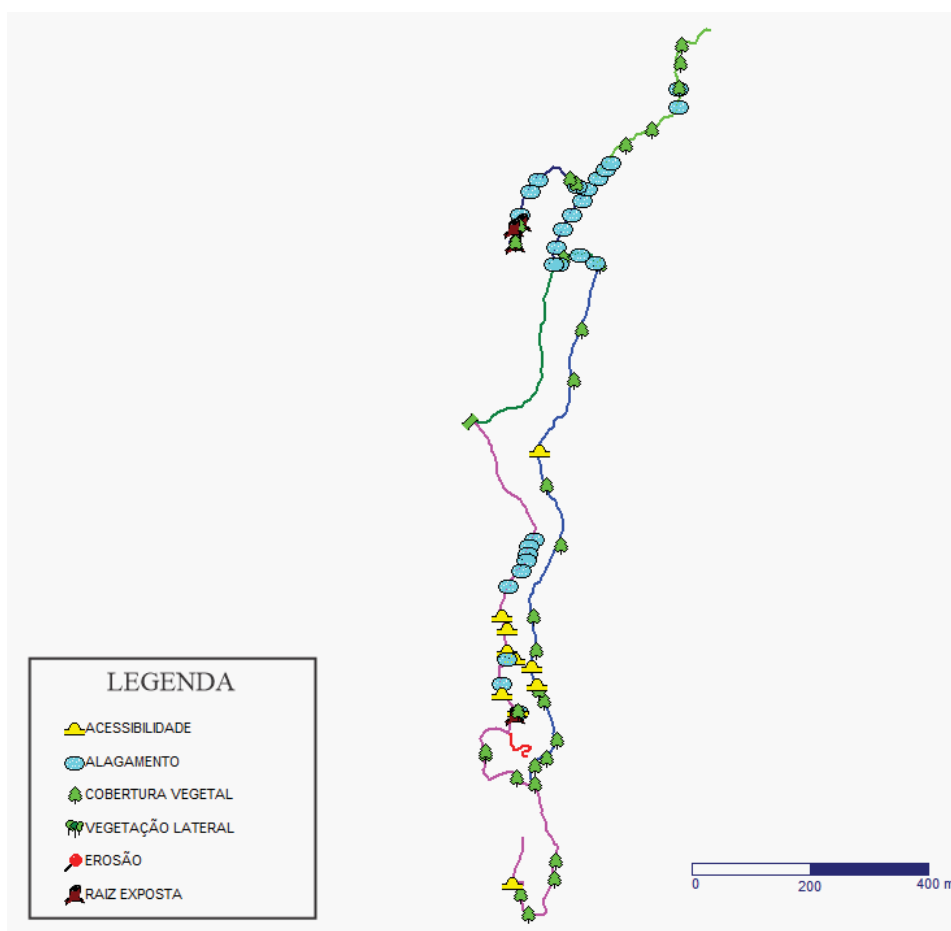 LEGENDA
ACESSIBILIDADE
ALAGAMENTO
COBERTURA VEGETAL
VEGETAÇÃO LATERAL
EROSÃO
RAIZ EXPOSTA
0 200 400 m